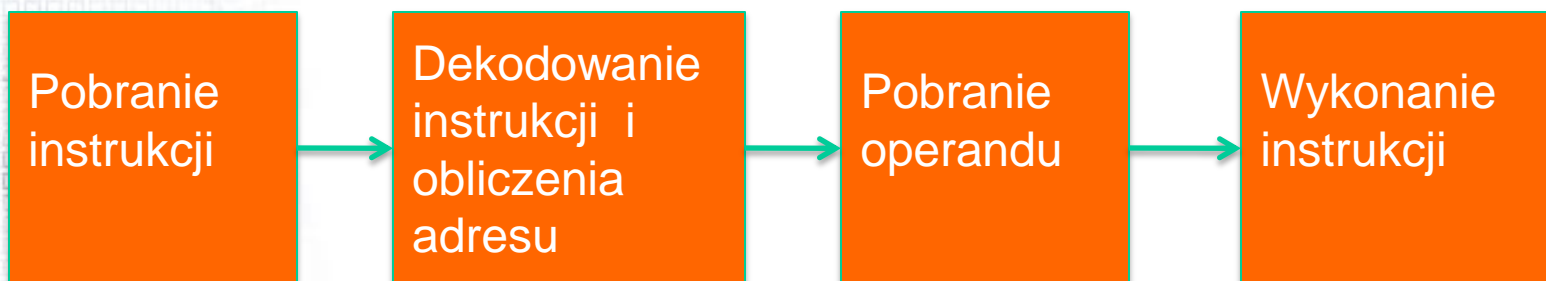 Pobranie
instrukcji
Dekodowanie
instrukcji i
obliczenia
adresu
Pobranie
operandu
Wykonanie
instrukcji